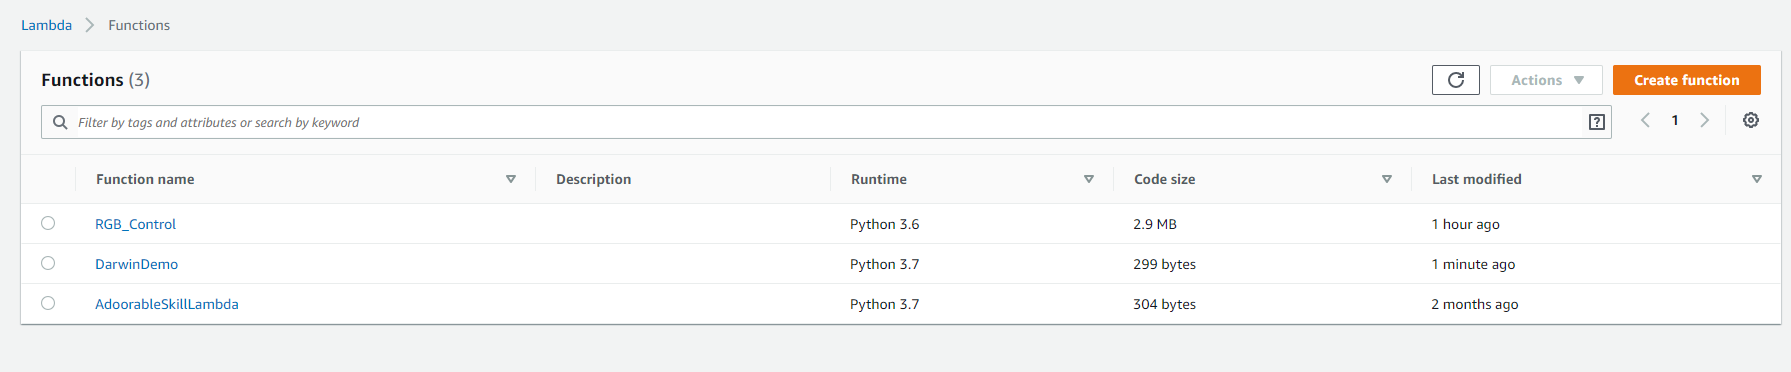 Lambda > Functions
Functions (3)
Actions
Create function
Filter by tags and attributes or search by keyword
?
1
Function name Description Runtime Code size Last modified
RGB_Control Python 3.6 2.9 MB 1 hour ago
DarwinDemo Python 3.7 299 bytes 1 minute ago
AdoorableSkillLambda Python 3.7 304 bytes 2 months ago